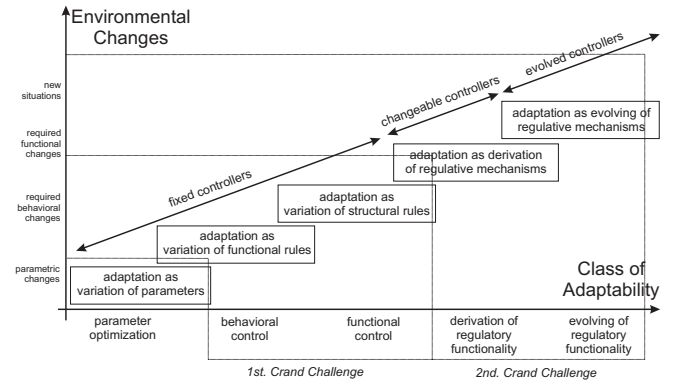 Environmental
Changes
evolved controllers
changeable controllers
new
situations
adaptation as evolving of
regulative mechanisms
required
functional
changes
adaptation as derivation
of regulative mechanisms
fixed controllers
adaptation as
variation of structural rules
required
behavioral
changes
adaptation as
variation of functional rules
parametric
changes
adaptation as
variation of parameters
Class of
Adaptability
parameter
optimization
behavioral
control
functional
control
derivation of
regulatory
functionality
evolving of
regulatory
functionality
1st. Crand Challenge
2nd. Crand Challenge